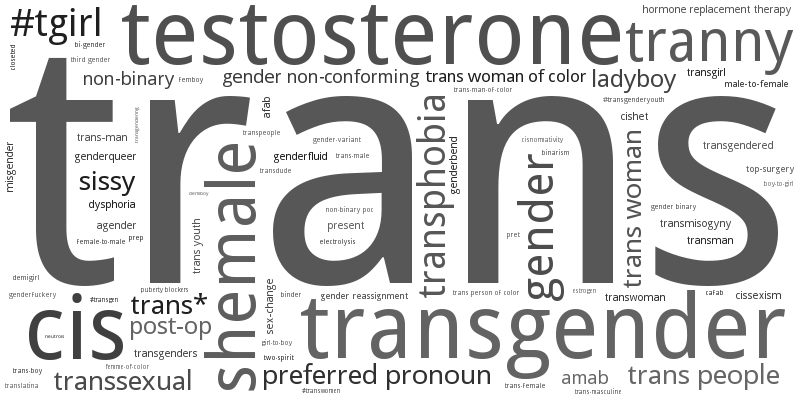 #tgirl
testosterone
hormone replacement therapy
tranny
closeted
bi-gender
third gender
non-binary
femboy
gender non-conforming
trans woman of color
ladyboy
transgirl
male-to-female
trans-man-of-color
#transgenderyouth
trans
afab
transgendering
transpeople
gender-variant
transphobia
genderbend
cisnormativity
binarism
cishet
transgendered
misgender
trans-man
genderqueer
genderfluid
trans-male
transdude
top-surgery
boy-to-girl
sissy
dysphoria
shemale
gender
trans woman
non-binary poc
gender binary
agender
present
transmisogyny
female-to-male
prep
trans youth
electrolysis
pret
transman
demigirl
genderfuckery
puberty blockers
#transgen
trans*
sex-change
binder
gender reassignment
trans person of color
estrogen
transwoman
cafab
cissexism
cis
neutrois
post-op
transgender
transgenders
girl-to-boy
two-spirit
trans-boy
femme-of-color
translatina
transsexual
preferred pronoun
#transwomen
trans-female
amab
trans-masculine
trans people